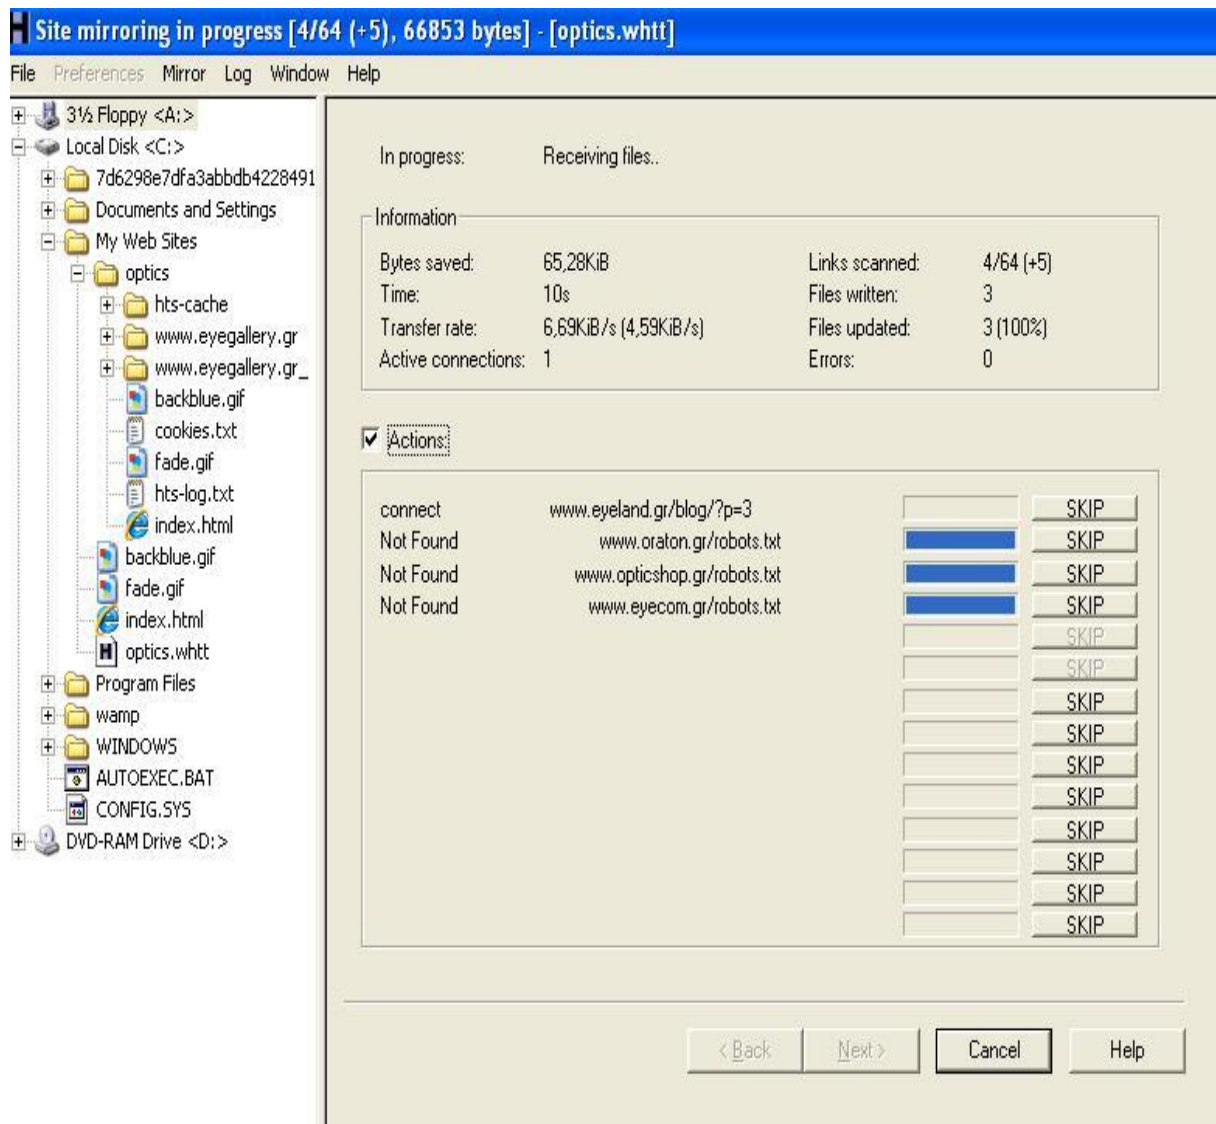 Site mirroring in progress [4/64 (+5), 66853 bytes] - [optics.whtt]
File Preferences Mirror Log Window Help
3½ Floppy <A:>
Local Disk <C:>
7d6298e7dfa3abbdb4228491
Documents and Settings
My Web Sites
optics
hts-cache
www.eyegallery.gr
www.eyegallery.gr_
backblue.gif
cookies.txt
fade.gif
hts-log.txt
index.html
backblue.gif
fade.gif
index.html
optics.whtt
Program Files
wamp
WINDOWS
AUTOEXEC.BAT
CONFIG.SYS
DVD-RAM Drive <D:>
In progress: Receiving files..
Information
Bytes saved: 65,28KiB Links scanned: 4/64 (+5)
Time: 10s Files written: 3
Transfer rate: 6,69KiB/s (4,59KiB/s) Files updated: 3 (100%)
Active connections: 1 Errors: 0
Actions:
connect www.eyeland.gr/blog/?p=3 SKIP
Not Found www.oraton.gr/robots.txt SKIP
Not Found www.opticshop.gr/robots.txt SKIP
Not Found www.eyecom.gr/robots.txt SKIP
SKIP
SKIP
SKIP
SKIP
SKIP
SKIP
SKIP
SKIP
SKIP
SKIP
< Back Next > Cancel Help